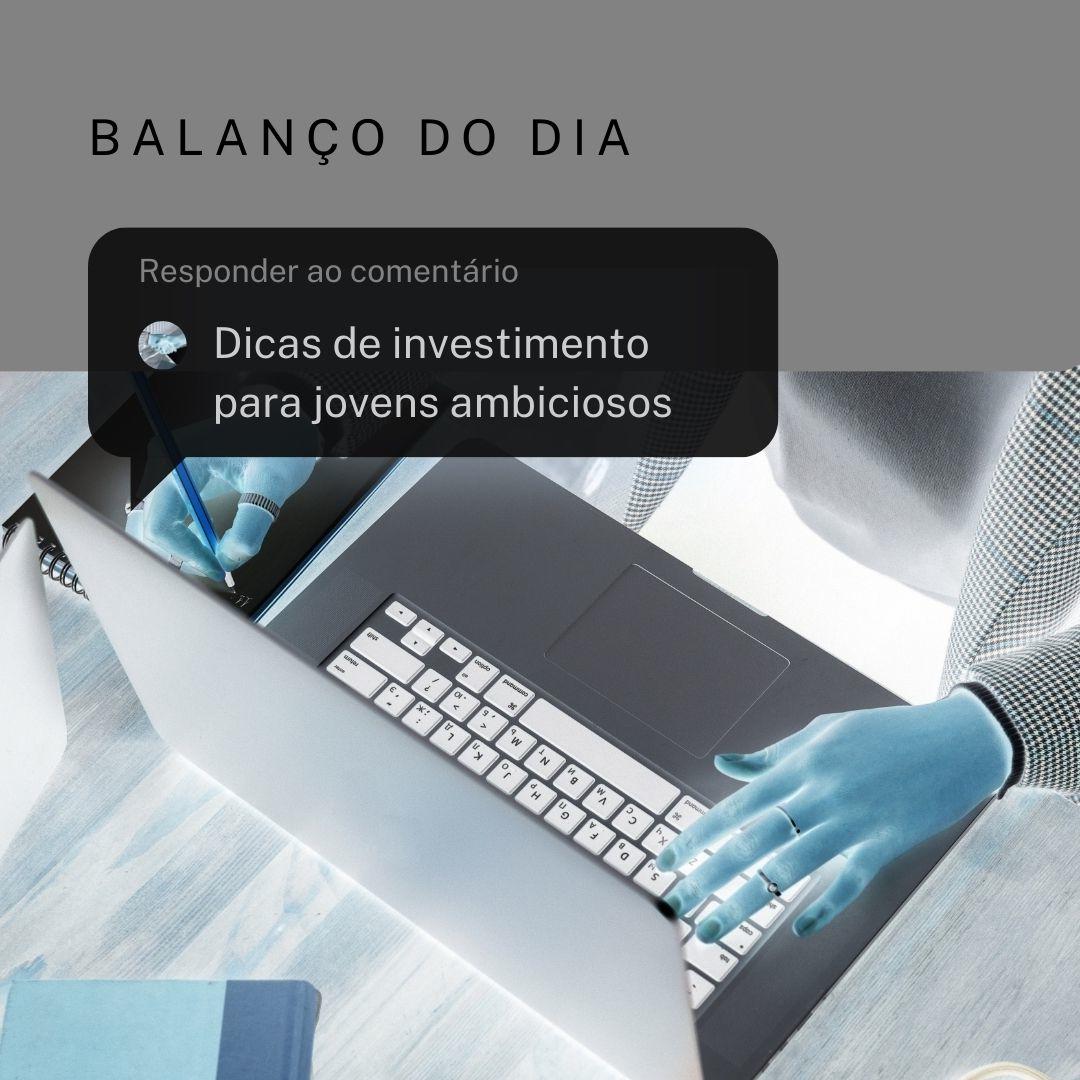 BALANÇO DO DIA
Responder ao comentário
Dicas de investimento
para jovens ambiciosos